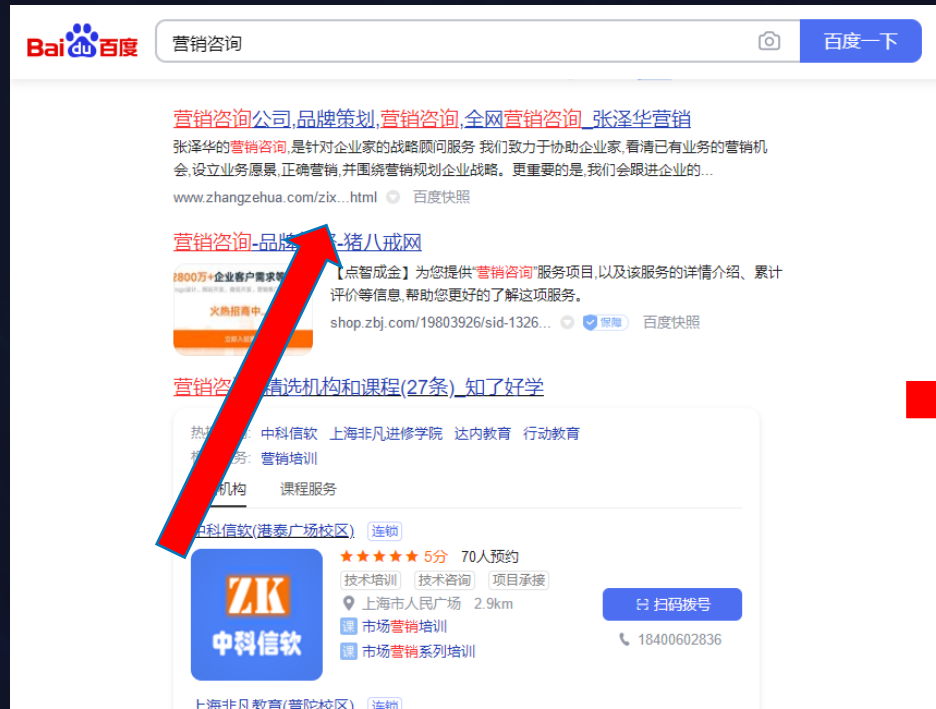 Bai du 百度
营销咨询
百度一下
营销咨询公司,品牌策划,营销咨询,全网营销咨询_张泽华营销
张泽华的营销咨询,是针对企业家的战略顾问服务 我们致力于协助企业家,看清已有业务的营销机
会,设立业务愿景,正确营销,并围绕营销规划企业战略。更重要的是,我们会跟进企业的...
www.zhangzehua.com/zix...html 百度快照
营销咨询-品牌 -猪八戒网
2800万+企业客户需求等
火热招商中
【点智成金】为您提供"营销咨询"服务项目,以及该服务的详情介绍、累计
评价等信息,帮助您更好的了解这项服务。
shop.zbj.com/19803926/sid-1326... 保障 百度快照
营销咨 精选机构和课程(27条)_知了好学
中科信软 上海非凡进修学院 达内教育 行动教育
营销培训
机构 课程服务
中科信软(港泰广场校区) 连锁
5分 70人预约
技术培训 技术咨询 项目承接
上海市人民广场 2.9km
课 市场营销培训
课 市场营销系列培训
ZK
中科信软
扫码拨号
18400602836
上海非凡教育(普陀校区) 连锁